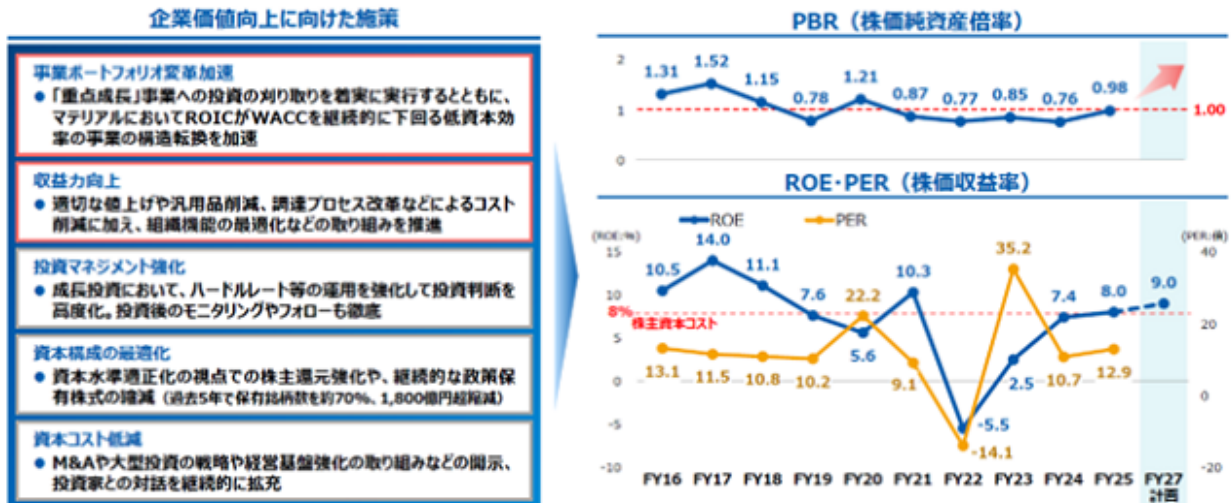 企業価値向上に向けた施策
事業ポートフォリオ変革加速
● 「重点成長」事業への投資の刈り取りを着実に実行するとともに、
マテリアルにおいてROICがWACCを継続的に下回る低資本効
率の事業の構造転換を加速
収益力向上
● 適切な値上げや汎用品削減、調達プロセス改革などによるコスト
削減に加え、組織機能の最適化などの取り組みを推進
投資マネジメント強化
● 成長投資において、ハードルレート等の運用を強化して投資判断を
高度化。投資後のモニタリングやフォローも徹底
資本構成の最適化
● 資本水準適正化の視点での株主還元強化や、継続的な政策保
有株式の縮減（過去5年で保有銘柄数を約70%、1,800億円超縮減）
資本コスト低減
● M&Aや大型投資の戦略や経営基盤強化の取り組みなどの開示、
投資家との対話を継続的に拡充
PBR（株価純資産倍率）
2
1
0
1.31 1.52 1.15 0.78 1.21 0.87 0.77 0.85 0.76 0.98
1.00
ROE・PER（株価収益率）
ROE PER
(ROE:%) (PER:倍)
15
10
8%
5
0
-5
-10
40
20
0
-20
株主資本コスト
10.5 14.0 11.1 7.6 5.6 10.3 -5.5 2.5 7.4 8.0 9.0
13.1 11.5 10.8 10.2 22.2 9.1 -14.1 35.2 10.7 12.9
FY16 FY17 FY18 FY19 FY20 FY21 FY22 FY23 FY24 FY25 FY27
計画